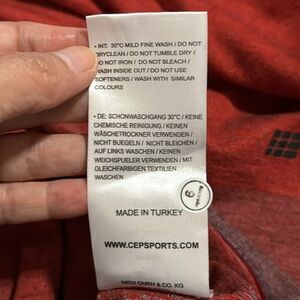 • INT: 30°C MILD FINE WASH / DO NOT
DRYCLEAN / DO NOT TUMBLE DRY /
DO NOT IRON / DO NOT BLEACH /
WASH INSIDE OUT / DO NOT USE
SOFTENERS / WASH WITH SIMILAR
COLOURS
• DE: SCHONWASCHGANG 30°C / KEINE
CHEMISCHE REINIGUNG / KEINEN
WÄSCHETROCKNER VERWENDEN /
NICHT BUEGELN / NICHT BLEICHEN /
AUF LINKS WASCHEN / KEINEN
WEICHSPUELER VERWENDEN / MIT
GLEICHFARBIGEN TEXTILIEN
WASCHEN
MADE IN TURKEY
WWW.CEPSPORTS.COM
MEDI GMBH & CO. KG